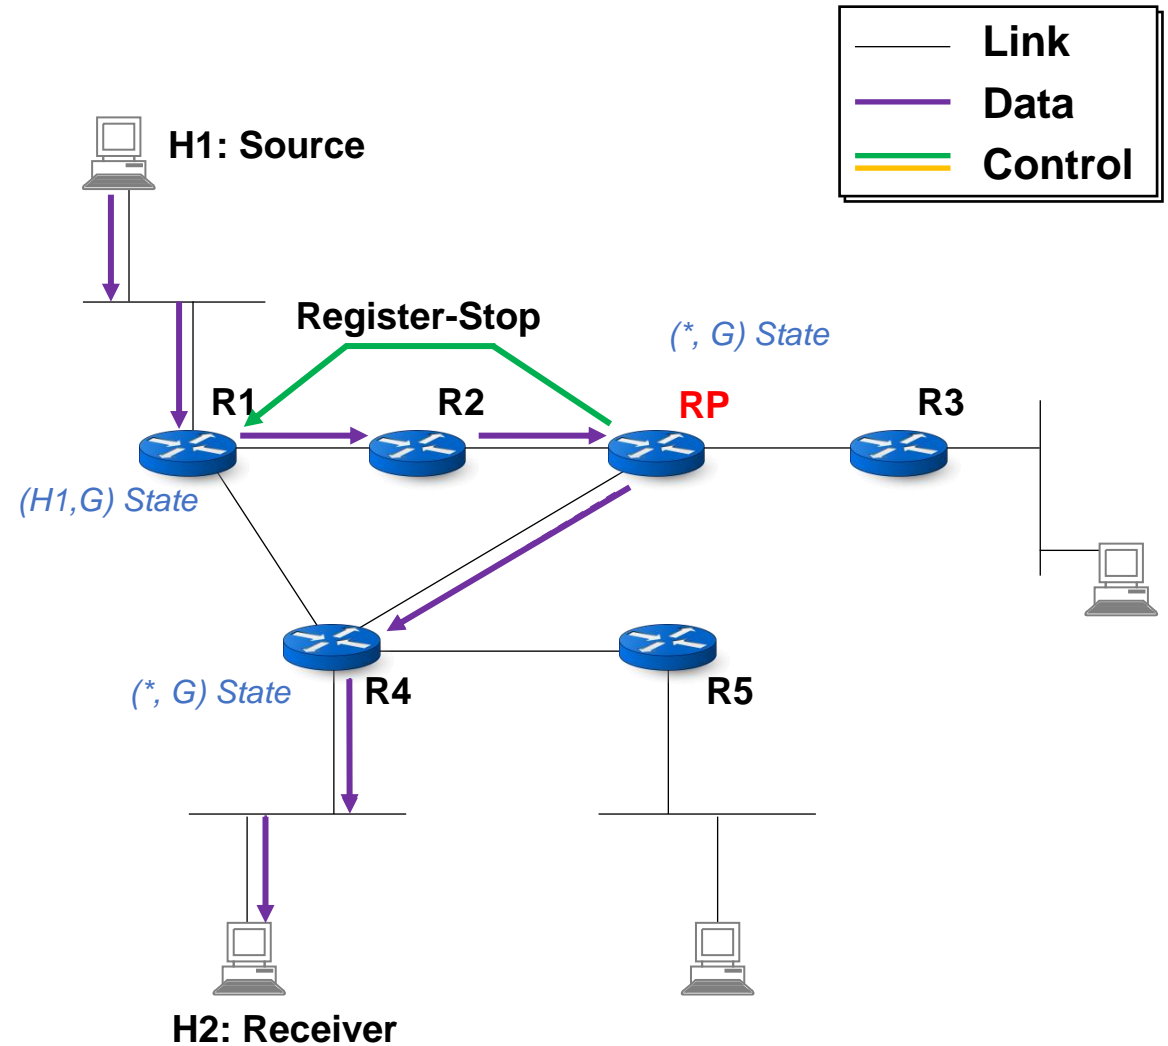 Link
Data
Control
H1: Source
Register-Stop
(*, G) State
R1
R2
RP
R3
(H1,G) State
(*, G) State
R4
R5
H2: Receiver